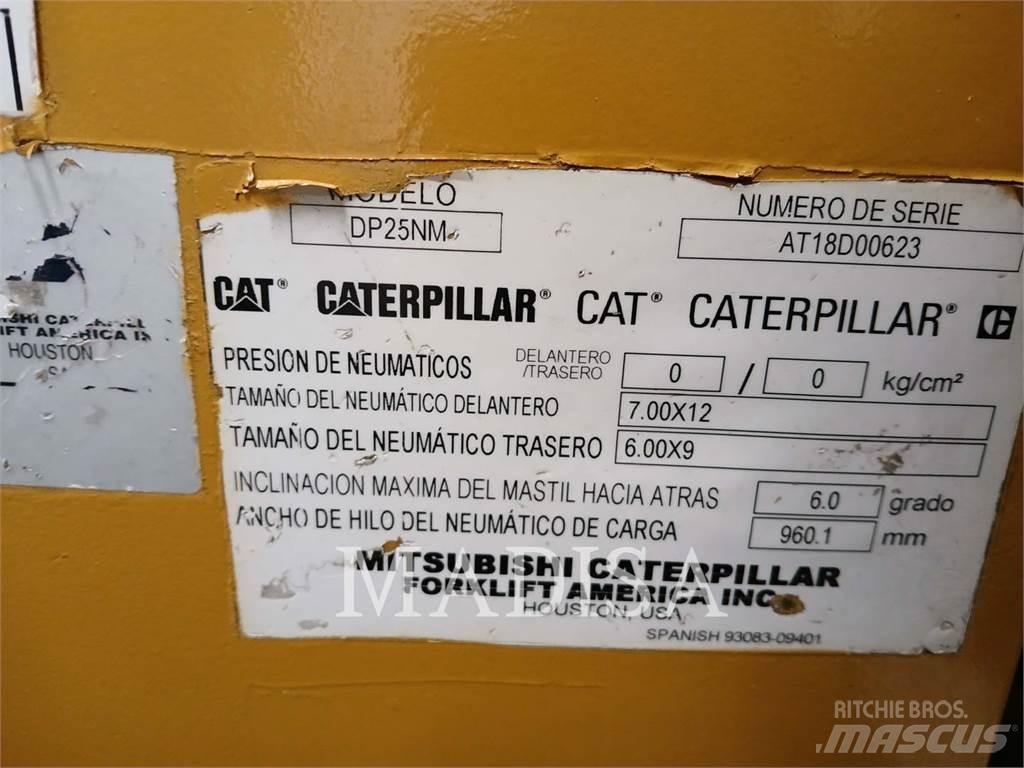 MODELO
DP25NM
NUMERO DE SERIE
AT18D00623
CAT® CATERPILLAR® CAT® CATERPILLAR®
PRESION DE NEUMATICOS DELANTERO /TRASERO 0 / 0 kg/cm²
TAMAÑO DEL NEUMÁTICO DELANTERO 7.00X12
TAMAÑO DEL NEUMÁTICO TRASERO 6.00X9
INCLINACION MAXIMA DEL MASTIL HACIA ATRAS 6.0 grado
ANCHO DE HILO DEL NEUMÁTICO DE CARGA 960.1 mm
MITSUBISHI CATERPILLAR
FORKLIFT AMERICA INC.
HOUSTON, USA
SPANISH 93083-09401
HOUSTON
MADISA
RITCHIE BROS.
MASCUS